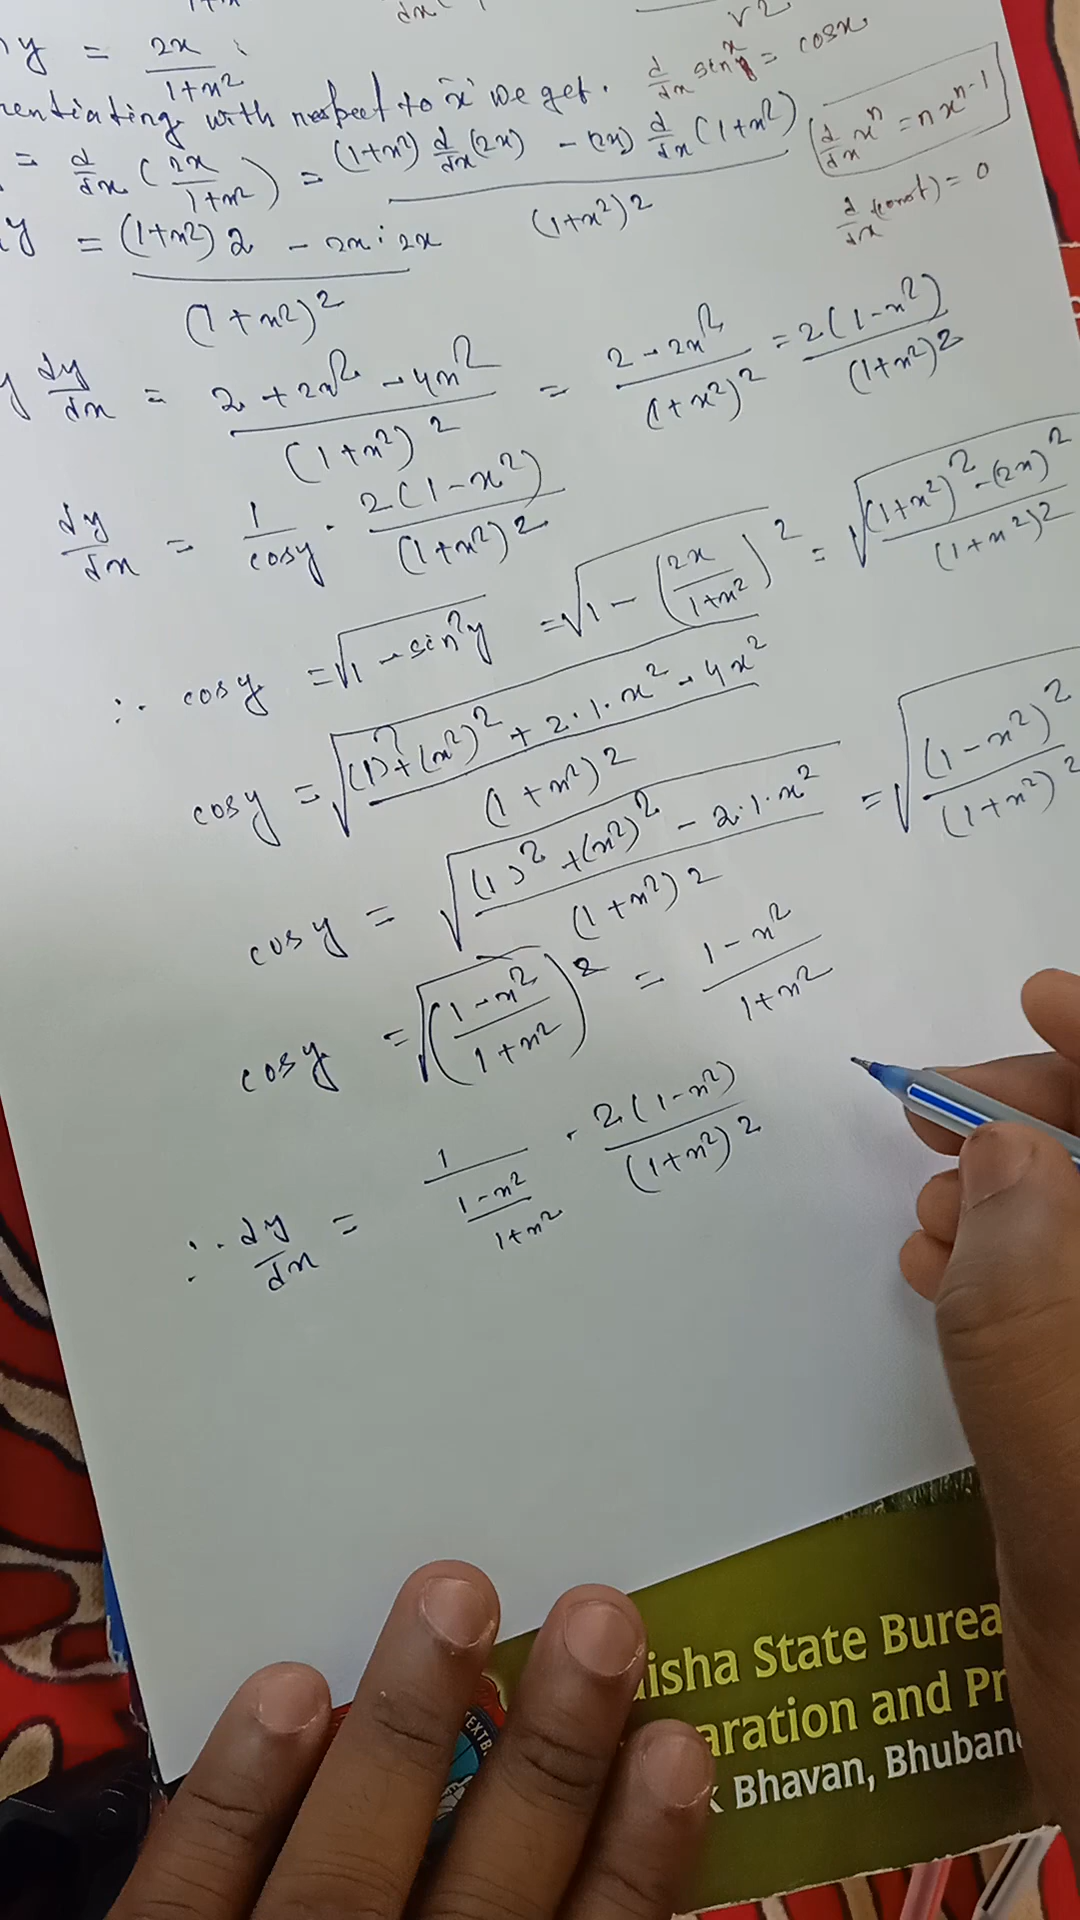 y = 2x/(1+x²)
d/dx sin x = cos x
with respect to 'x' we get.
= d/dx (2x/(1+x²)) = ((1+x²) d/dx (2x) - (2x) d/dx (1+x²))/(1+x²)²
d/dx xⁿ = nxⁿ⁻¹
d/dx (const) = 0
y = ((1+x²) 2 - 2x · 2x)/(1+x²)²
y dy/dx = (2 + 2x² - 4x²)/(1+x²)² = (2 - 2x²)/(1+x²)² = 2(1-x²)/(1+x²)²
dy/dx = 1/cosy · 2(1-x²)/(1+x²)²
∴ cosy = √(1 - sin²y) = √(1 - (2x/(1+x²))²) = √(((1+x²)² - (2x)²)/(1+x²)²)
cosy = √(((1)² + (x²)² + 2·1·x² - 4x²)/(1+x²)²)
cosy = √(((1)² + (x²)² - 2·1·x²)/(1+x²)²) = √((1-x²)²/(1+x²)²)
cosy = √((1-x²)/(1+x²))² = (1-x²)/(1+x²)
∴ dy/dx = 1/((1-x²)/(1+x²)) · 2(1-x²)/(1+x²)²
isha State Burea
aration and Pr
Bhavan, Bhuban
TEXTB